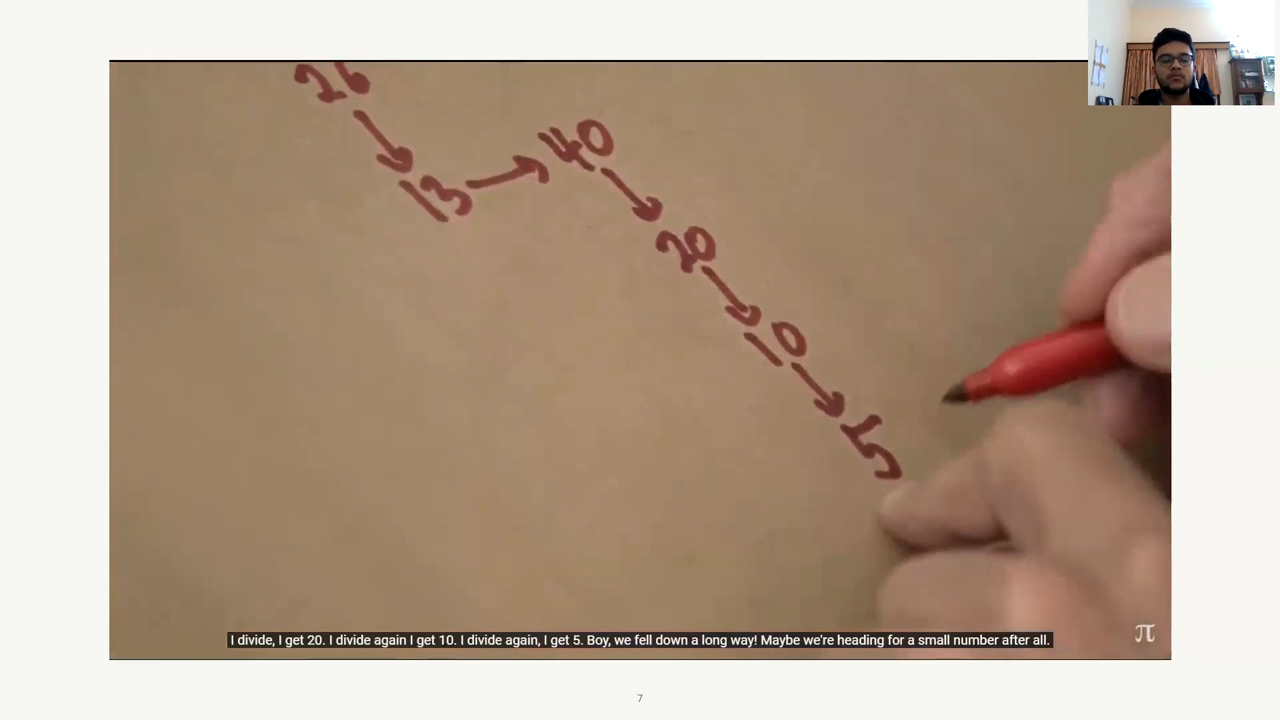 26
13 → 40
20
10
5
I divide, I get 20. I divide again I get 10. I divide again, I get 5. Boy, we fell down a long way! Maybe we're heading for a small number after all.
π
7